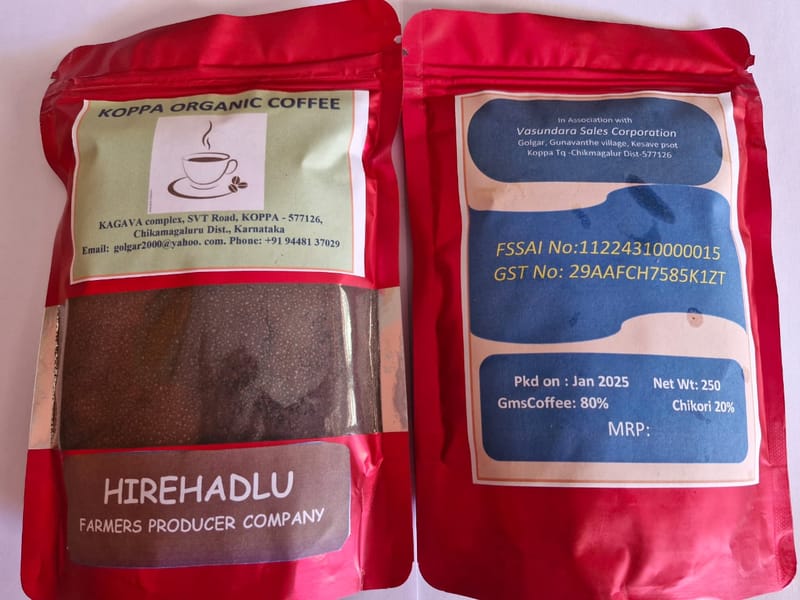 KOPPA ORGANIC COFFEE
KAGAVA complex, SVT Road, KOPPA - 577126,
Chikamagaluru Dist., Karnataka
Email: golgar2000@yahoo. com. Phone: +91 94481 37029
HIREHADLU
FARMERS PRODUCER COMPANY
In Association with
Vasundara Sales Corporation
Golgar, Gunavanthe village, Kesave psot
Koppa Tq -Chikmagalur Dist-577126
FSSAI No:11224310000015
GST No: 29AAFCH7585K1ZT
Pkd on : Jan 2025 Net Wt: 250
GmsCoffee: 80% Chikori 20%
MRP: